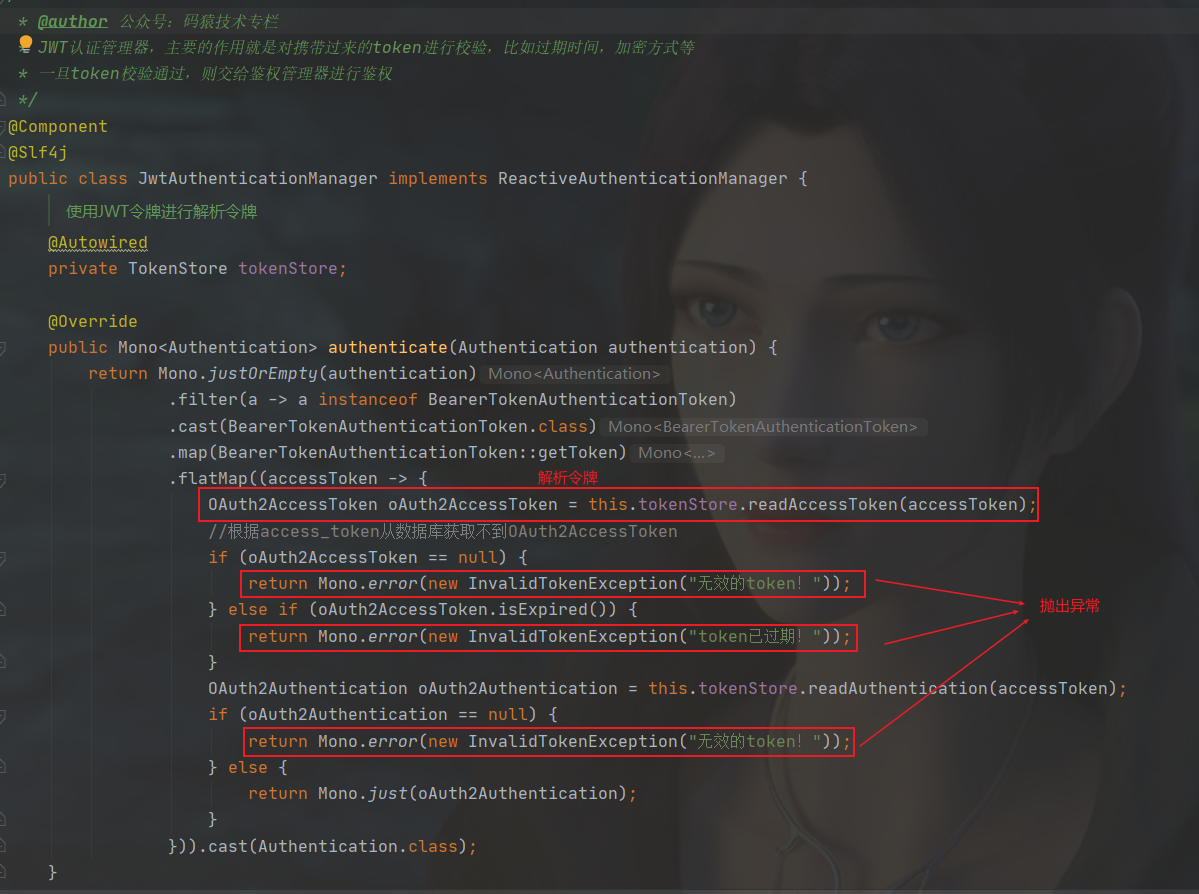 * @author 公众号：码猿技术专栏
JWT认证管理器，主要的作用就是对携带过来的token进行校验，比如过期时间，加密方式等
* 一旦token校验通过，则交给鉴权管理器进行鉴权
*/
@Component
@Slf4j
public class JwtAuthenticationManager implements ReactiveAuthenticationManager {
使用JWT令牌进行解析令牌
@Autowired
private TokenStore tokenStore;
@Override
public Mono<Authentication> authenticate(Authentication authentication) {
return Mono.justOrEmpty(authentication) Mono<Authentication>
.filter(a -> a instanceof BearerTokenAuthenticationToken)
.cast(BearerTokenAuthenticationToken.class) Mono<BearerTokenAuthenticationToken>
.map(BearerTokenAuthenticationToken::getToken) Mono<...>
.flatMap((accessToken -> { 解析令牌
OAuth2AccessToken oAuth2AccessToken = this.tokenStore.readAccessToken(accessToken);
//根据access_token从数据库获取不到OAuth2AccessToken
if (oAuth2AccessToken == null) {
return Mono.error(new InvalidTokenException("无效的token！"));
} else if (oAuth2AccessToken.isExpired()) { 抛出异常
return Mono.error(new InvalidTokenException("token已过期！"));
}
OAuth2Authentication oAuth2Authentication = this.tokenStore.readAuthentication(accessToken);
if (oAuth2Authentication == null) {
return Mono.error(new InvalidTokenException("无效的token！"));
} else {
return Mono.just(oAuth2Authentication);
}
})).cast(Authentication.class);
}